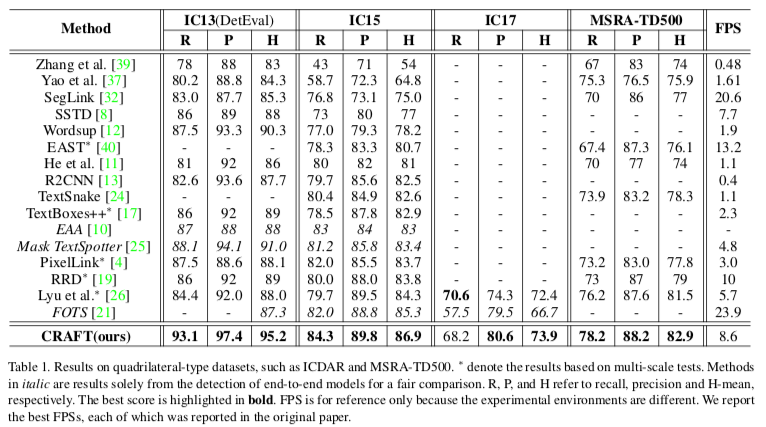 Method IC13(DetEval) IC15 IC17 MSRA-TD500 FPS
R P H R P H R P H R P H
Zhang et al. [39] 78 88 83 43 71 54 - - - 67 83 74 0.48
Yao et al. [37] 80.2 88.8 84.3 58.7 72.3 64.8 - - - 75.3 76.5 75.9 1.61
SegLink [32] 83.0 87.7 85.3 76.8 73.1 75.0 - - - 70 86 77 20.6
SSTD [8] 86 89 88 73 80 77 - - - - - - 7.7
Wordsup [12] 87.5 93.3 90.3 77.0 79.3 78.2 - - - - - - 1.9
EAST* [40] - - - 78.3 83.3 80.7 - - - 67.4 87.3 76.1 13.2
He et al. [11] 81 92 86 80 82 81 - - - 70 77 74 1.1
R2CNN [13] 82.6 93.6 87.7 79.7 85.6 82.5 - - - - - - 0.4
TextSnake [24] - - - 80.4 84.9 82.6 - - - 73.9 83.2 78.3 1.1
TextBoxes++* [17] 86 92 89 78.5 87.8 82.9 - - - - - - 2.3
EAA [10] 87 88 88 83 84 83 - - - - - - -
Mask TextSpotter [25] 88.1 94.1 91.0 81.2 85.8 83.4 - - - - - - 4.8
PixelLink* [4] 87.5 88.6 88.1 82.0 85.5 83.7 - - - 73.2 83.0 77.8 3.0
RRD* [19] 86 92 89 80.0 88.0 83.8 - - - 73 87 79 10
Lyu et al.* [26] 84.4 92.0 88.0 79.7 89.5 84.3 70.6 74.3 72.4 76.2 87.6 81.5 5.7
FOTS [21] - - 87.3 82.0 88.8 85.3 57.5 79.5 66.7 - - - 23.9
CRAFT(ours) 93.1 97.4 95.2 84.3 89.8 86.9 68.2 80.6 73.9 78.2 88.2 82.9 8.6
Table 1. Results on quadrilateral-type datasets, such as ICDAR and MSRA-TD500. * denote the results based on multi-scale tests. Methods
in italic are results solely from the detection of end-to-end models for a fair comparison. R, P, and H refer to recall, precision and H-mean,
respectively. The best score is highlighted in bold. FPS is for reference only because the experimental environments are different. We report
the best FPSs, each of which was reported in the original paper.